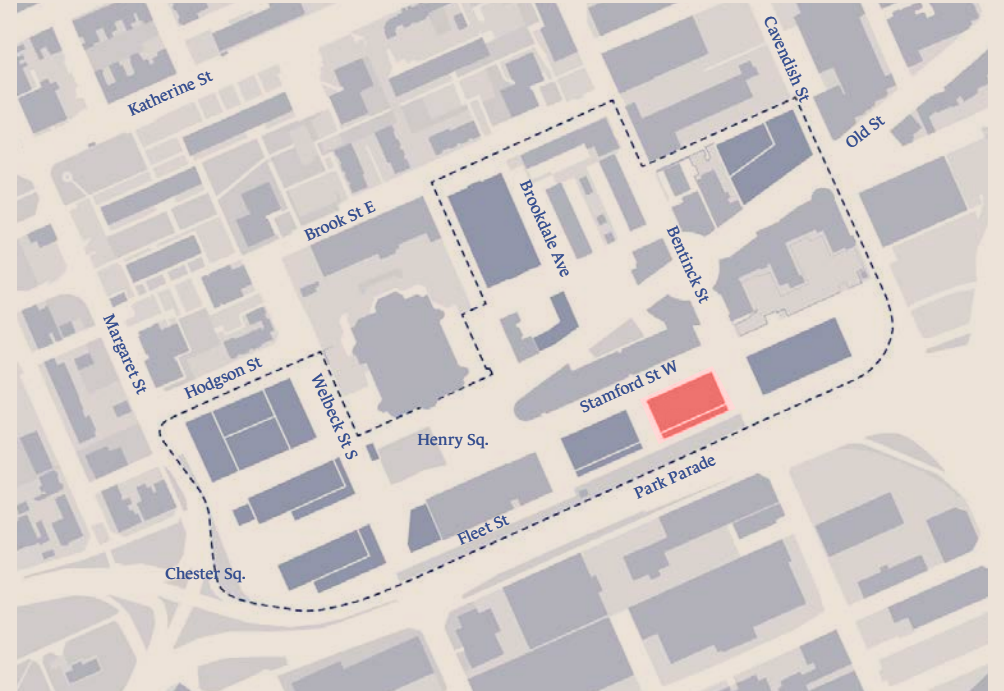 Cavendish St
Katherine St
Old St
Brook St E
Brookdale Ave
Bentinck St
Margaret St
Hodgson St
Welbeck St S
Stamford St W
Henry Sq.
Park Parade
Fleet St
Chester Sq.